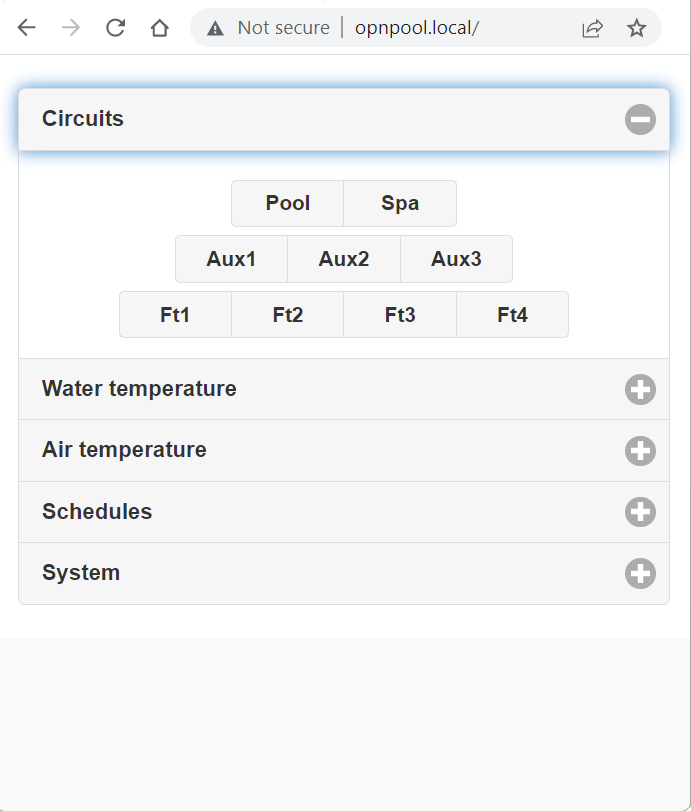 Not secure | opnpool.local/
Circuits
Pool Spa
Aux1 Aux2 Aux3
Ft1 Ft2 Ft3 Ft4
Water temperature
Air temperature
Schedules
System